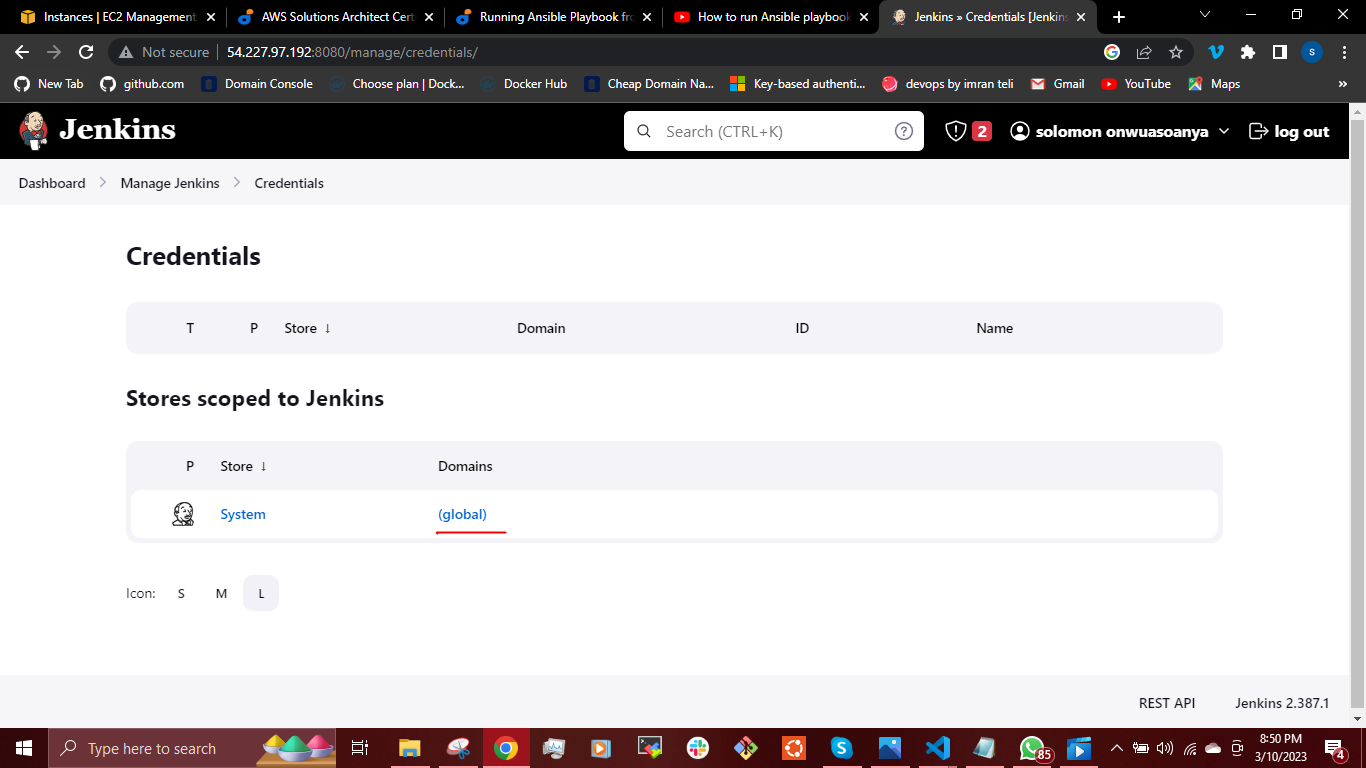 Instances | EC2 Management
AWS Solutions Architect Certi
Running Ansible Playbook fro
How to run Ansible playbook
Jenkins » Credentials [Jenkins
Not secure
54.227.97.192:8080/manage/credentials/
s
New Tab
github.com
Domain Console
Choose plan | Dock...
Docker Hub
Cheap Domain Na...
Key-based authenti...
devops by imran teli
Gmail
YouTube
Maps
»
Jenkins
Search (CTRL+K)
2
solomon onwuasoanya
log out
Dashboard
Manage Jenkins
Credentials
Credentials
T P Store ↓ Domain ID Name
Stores scoped to Jenkins
P Store ↓ Domains
System (global)
Icon: S M L
REST API Jenkins 2.387.1
Type here to search
85
8:50 PM
3/10/2023
4